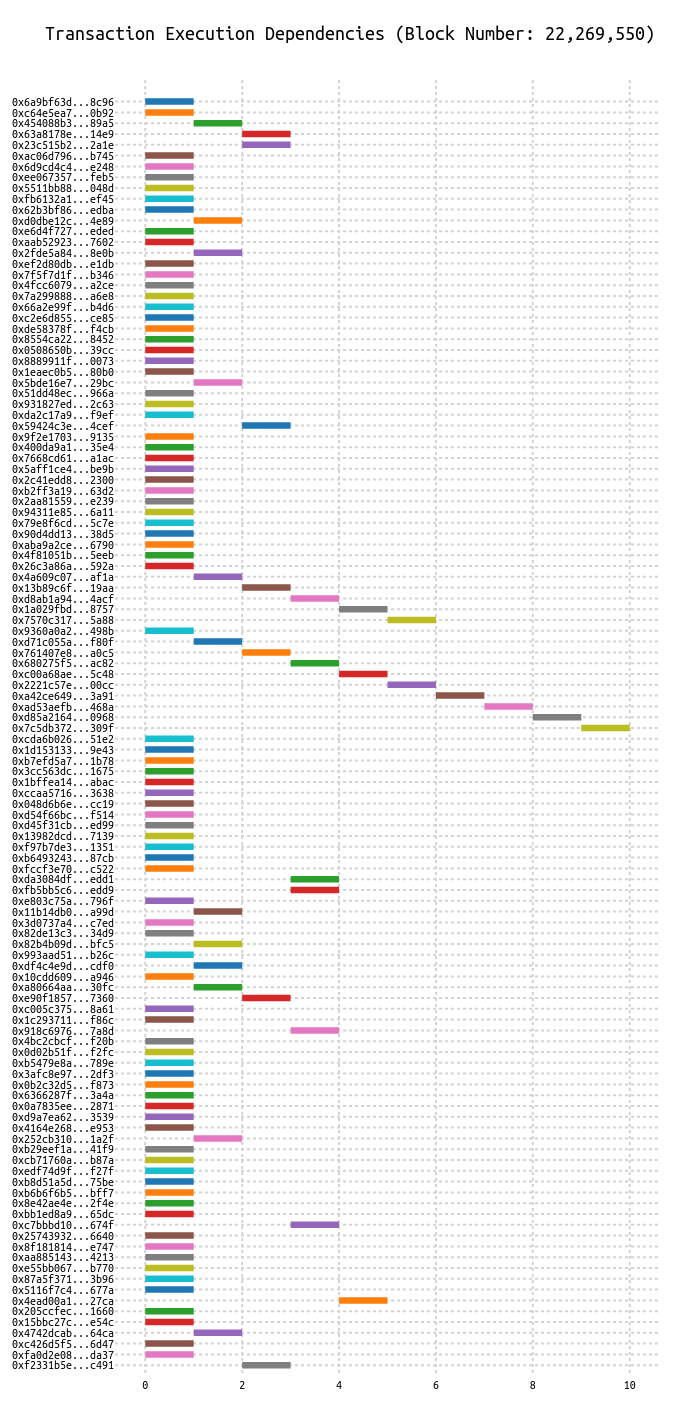 Transaction Execution Dependencies (Block Number: 22,269,550)
0x6a9bf63d...8c96
0xc64e5ea7...0b92
0x454088b3...89a5
0x63a8178e...14e9
0x23c515b2...2a1e
0xac06d796...b745
0x6d9cd4c4...e248
0xee067357...feb5
0x5511bb88...048d
0xfb6132a1...ef45
0x62b3bf86...edba
0xd0dbe12c...4e89
0xe6d4f727...eded
0xaab52923...7602
0x2fde5a84...8e0b
0xef2d80db...e1db
0x7f5f7d1f...b346
0x4fcc6079...a2ce
0x7a299888...a6e8
0x66a2e99f...b4d6
0xc2e6d855...ce85
0xde58378f...f4cb
0x8554ca22...8452
0x0508650b...39cc
0x8889911f...0073
0x1eaec0b5...80b0
0x5bde16e7...29bc
0x51dd48ec...966a
0x931827ed...2c63
0xda2c17a9...f9ef
0x59424c3e...4cef
0x9f2e1703...9135
0x400da9a1...35e4
0x7668cd61...a1ac
0x5aff1ce4...be9b
0x2c41edd8...2300
0xb2ff3a19...63d2
0x2aa81559...e239
0x94311e85...6a11
0x79e8f6cd...5c7e
0x90d4dd13...38d5
0xaba9a2ce...6790
0x4f81051b...5eeb
0x26c3a86a...592a
0x4a609c07...af1a
0x13b89c6f...19aa
0xd8ab1a94...4acf
0x1a029fbd...8757
0x7570c317...5a88
0x9360a0a2...498b
0xd71c055a...f80f
0x761407e8...a0c5
0x680275f5...ac82
0xc00a68ae...5c48
0x2221c57e...00cc
0xa42ce649...3a91
0xad53aefb...468a
0xd85a2164...0968
0x7c5db372...309f
0xcda6b026...51e2
0x1d153133...9e43
0xb7efd5a7...1b78
0x3cc563dc...1675
0x1bffea14...abac
0xccaa5716...3638
0x048d6b6e...cc19
0xd54f66bc...f514
0xd45f31cb...ed99
0x13982dcd...7139
0xf97b7de3...1351
0xb6493243...87cb
0xfccf3e70...c522
0xda3084df...edd1
0xfb5bb5c6...edd9
0xe803c75a...796f
0x11b14db0...a99d
0x3d0737a4...c7ed
0x82de13c3...34d9
0x82b4b09d...bfc5
0x993aad51...b26c
0xdf4c4e9d...cdf0
0x10cdd609...a946
0xa80664aa...30fc
0xe90f1857...7360
0xc005c375...8a61
0x1c293711...f86c
0x918c6976...7a8d
0x4bc2cbcf...f20b
0x0d02b51f...f2fc
0xb5479e8a...789e
0x3afc8e97...2df3
0x0b2c32d5...f873
0x6366287f...3a4a
0x0a7835ee...2871
0xd9a7ea62...3539
0x4164e268...e953
0x252cb310...1a2f
0xb29eef1a...41f9
0xcb71760a...b87a
0xedf74d9f...f27f
0xb8d51a5d...75be
0xb6b6f6b5...bff7
0x8e42ae4e...2f4e
0xbb1ed8a9...65dc
0xc7bbbd10...674f
0x25743932...6640
0x8f181814...e747
0xaa885143...4213
0xe55bb067...b770
0x87a5f371...3b96
0x5116f7c4...677a
0x4ead00a1...27ca
0x205ccfec...1660
0x15bbc27c...e54c
0x4742dcab...64ca
0xc426d5f5...6d47
0xfa0d2e08...da37
0xf2331b5e...c491
0 2 4 6 8 10